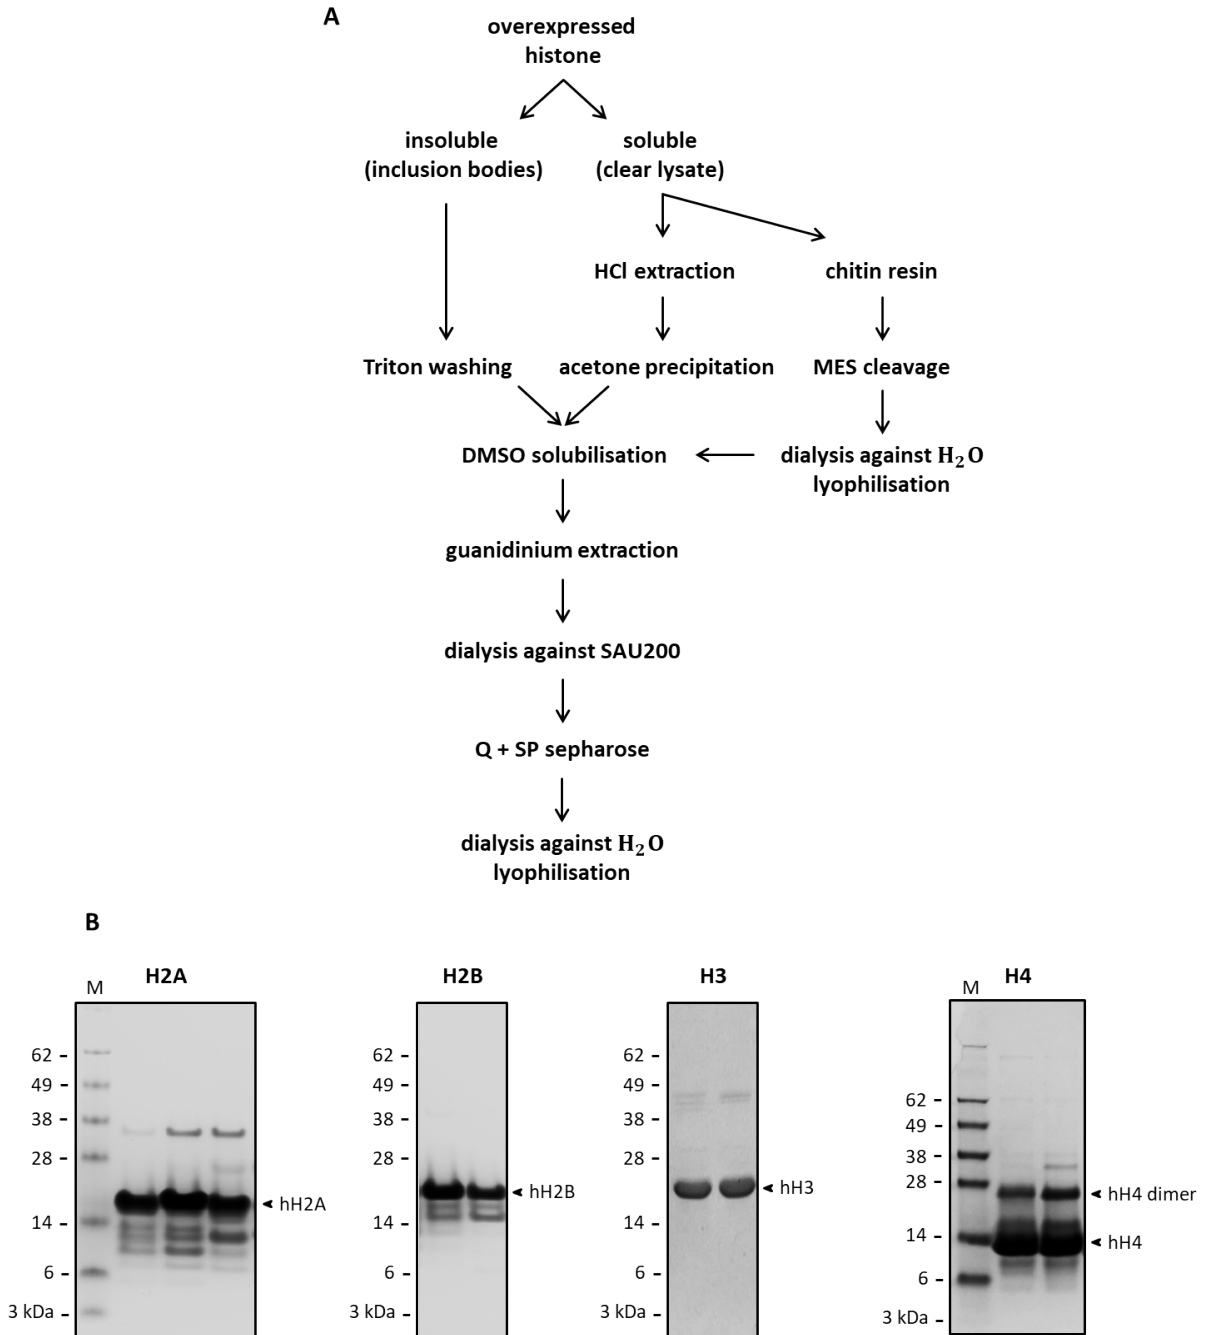 A
overexpressed
histone
insoluble
(inclusion bodies)
soluble
(clear lysate)
HCl extraction
chitin resin
Triton washing
acetone precipitation
MES cleavage
DMSO solubilisation
dialysis against H₂O
lyophilisation
guanidinium extraction
dialysis against SAU200
Q + SP sepharose
dialysis against H₂O
lyophilisation
B
H2A
M
62
49
38
28
14
6
3 kDa
hH2A
H2B
62
49
38
28
14
6
3 kDa
hH2B
H3
62
49
38
28
14
6
3 kDa
hH3
H4
M
62
49
38
28
14
6
3 kDa
hH4 dimer
hH4